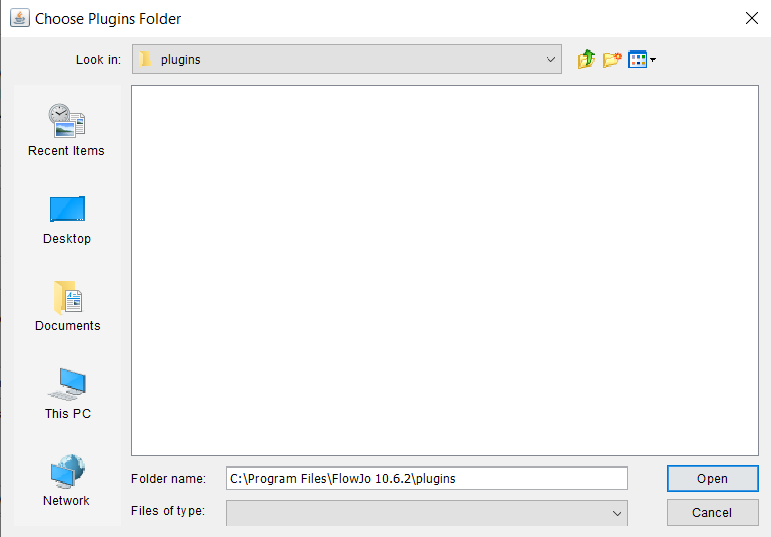 Choose Plugins Folder
Look in: plugins
Recent Items
Desktop
Documents
This PC
Network
Folder name: C:\Program Files\FlowJo 10.6.2\plugins Open
Files of type: Cancel